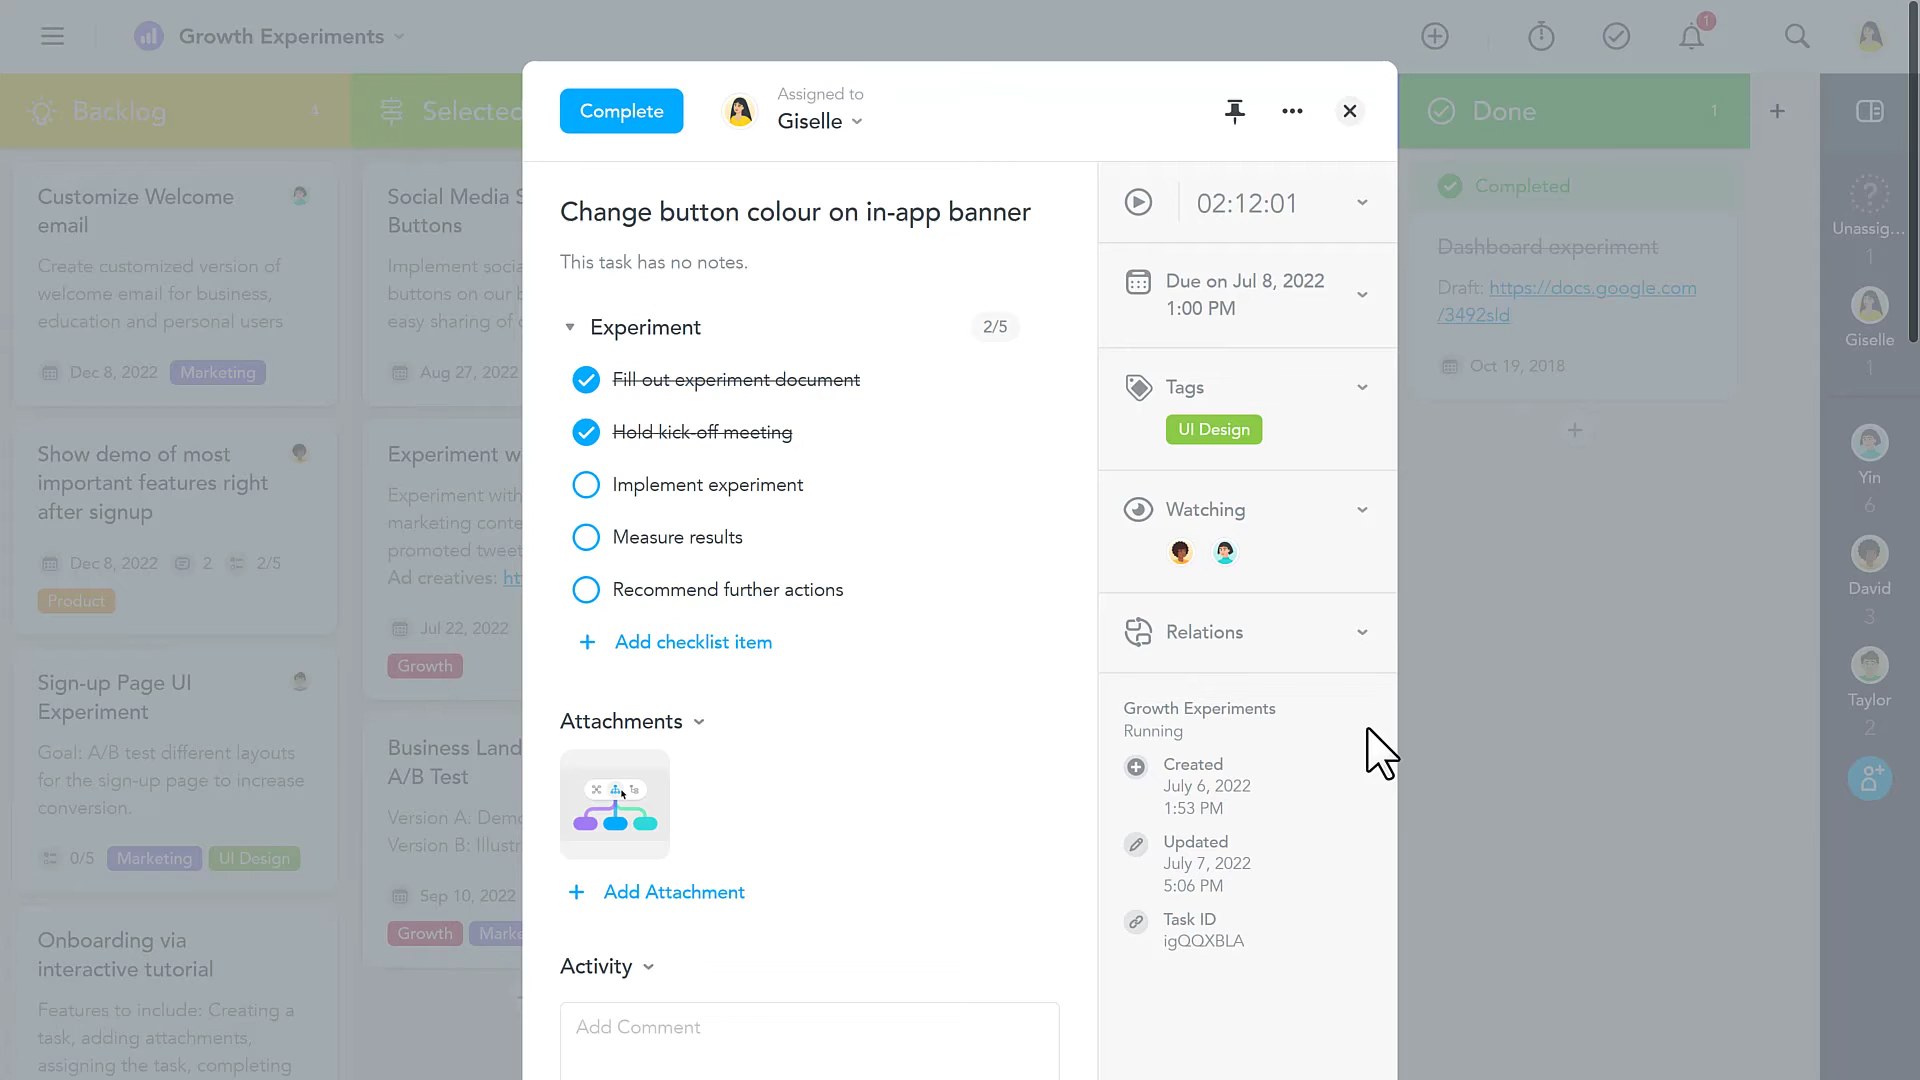 Growth Experiments
1
Backlog
Selected
Complete
Assigned to
Giselle
Done
1
Customize Welcome
email
Create customized version of
welcome email for business,
education and personal users
Dec 8, 2022
Marketing
Show demo of most
important features right
after signup
Dec 8, 2022
2
2/5
Product
Sign-up Page UI
Experiment
Goal: A/B test different layouts
for the sign-up page to increase
conversion.
0/5
Marketing
UI Design
Onboarding via
interactive tutorial
Features to include: Creating a
task, adding attachments,
assigning the task, completing
Social Media S
Buttons
Implement socia
buttons on our b
easy sharing of c
Aug 27, 2022
Experiment w
Experiment with
marketing conte
promoted tweet
Ad creatives: ht
Jul 22, 2022
Growth
Business Land
A/B Test
Version A: Demo
Version B: Illustr
Sep 10, 2022
Growth
Marke
Change button colour on in-app banner
This task has no notes.
Experiment
2/5
Fill out experiment document
Hold kick-off meeting
Implement experiment
Measure results
Recommend further actions
Add checklist item
Attachments
Add Attachment
Activity
Add Comment
02:12:01
Due on Jul 8, 2022
1:00 PM
Tags
UI Design
Watching
Relations
Growth Experiments
Running
Created
July 6, 2022
1:53 PM
Updated
July 7, 2022
5:06 PM
Task ID
igQQXBLA
Completed
Dashboard experiment
Draft: https://docs.google.com
/3492sld
Oct 19, 2018
Unassig...
1
Giselle
1
Yin
6
David
3
Taylor
2